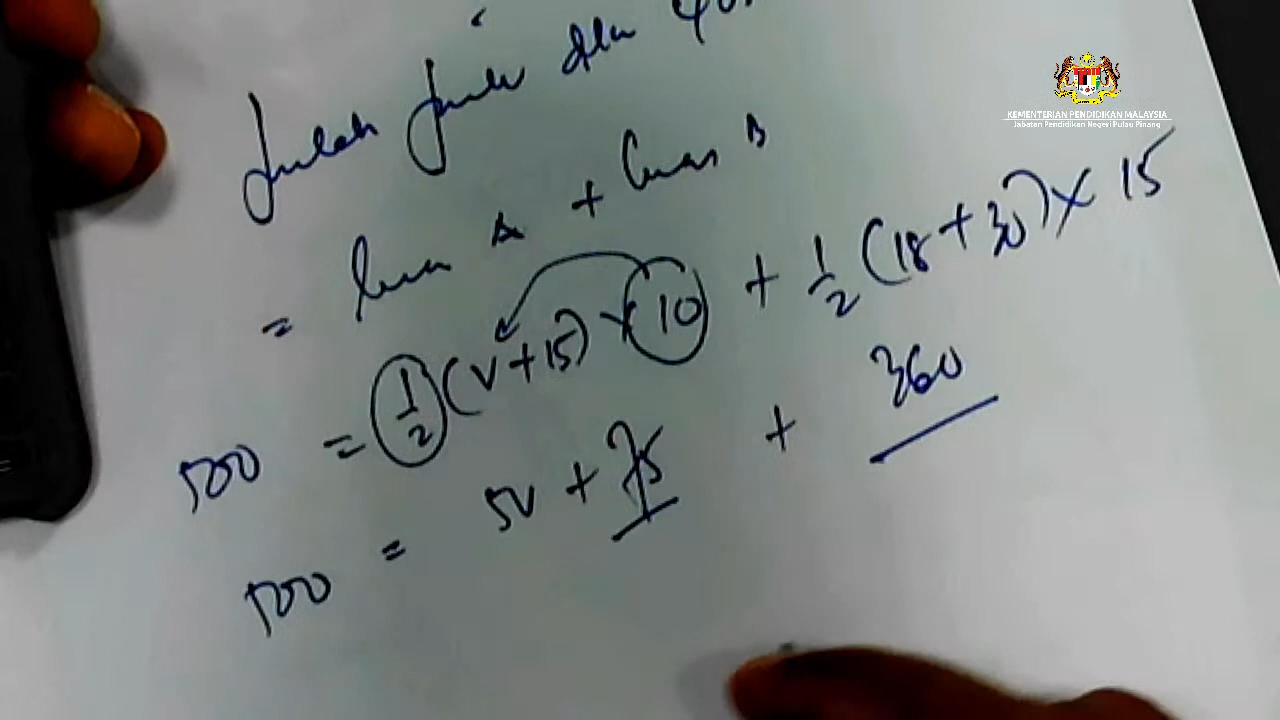 Jumlah Jarak dlm 40
= luas A + luas B
500 = 1/2 (V+15) × 10 + 1/2 (18+30) × 15
500 = 5V + 75 + 360
KEMENTERIAN PENDIDIKAN MALAYSIA
Jabatan Pendidikan Negeri Pulau Pinang